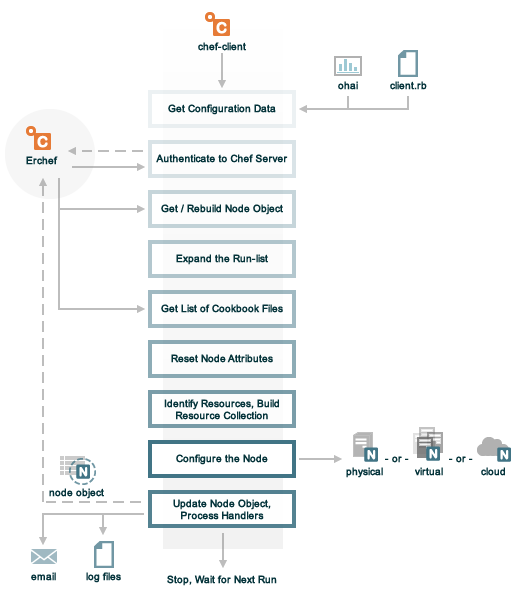 chef-client
ohai
client.rb
Get Configuration Data
Erchef
Authenticate to Chef Server
Get / Rebuild Node Object
Expand the Run-list
Get List of Cookbook Files
Reset Node Attributes
Identify Resources, Build
Resource Collection
Configure the Node
N
- or -
N
- or -
N
physical
virtual
cloud
N
node object
Update Node Object,
Process Handlers
email
log files
Stop, Wait for Next Run